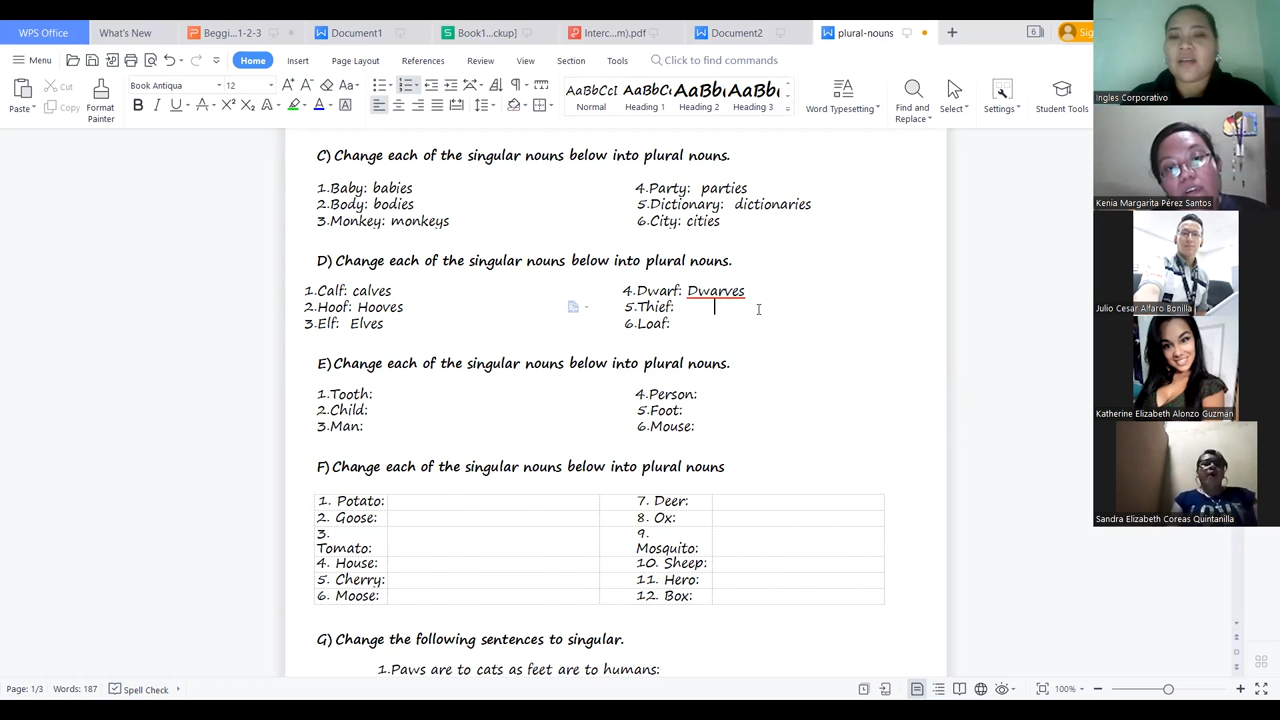 WPS Office What's New Beggi ...-1-2-3 Document1 Book1...ckup] Interc...m).pdf Document2 plural-nouns
Menu Home Insert Page Layout References Review View Section Tools Click to find commands
Paste Cut Copy Format Painter Book Antiqua 12 AaBbCcI Normal AaBbC Heading 1 AaBb Heading 2 AaBb Heading 3 Word Typesetting Find and Replace Select Settings Student Tools
C) Change each of the singular nouns below into plural nouns.
1.Baby: babies 4.Party: parties
2.Body: bodies 5.Dictionary: dictionaries
3.Monkey: monkeys 6.City: cities
D) Change each of the singular nouns below into plural nouns.
1.Calf: calves 4.Dwarf: Dwarves
2.Hoof: Hooves 5.Thief:
3.Elf: Elves 6.Loaf:
E) Change each of the singular nouns below into plural nouns.
1.Tooth: 4.Person:
2.Child: 5.Foot:
3.Man: 6.Mouse:
F) Change each of the singular nouns below into plural nouns
1. Potato: 7. Deer:
2. Goose: 8. Ox:
3. 9.
Tomato: Mosquito:
4. House: 10. Sheep:
5. Cherry: 11. Hero:
6. Moose: 12. Box:
G) Change the following sentences to singular.
1.Paws are to cats as feet are to humans:
Page: 1/3 Words: 187 Spell Check 100%
Ingles Corporativo
Kenia Margarita Pérez Santos
Julio Cesar Alfaro Bonilla
Katherine Elizabeth Alonzo Guzmán
Sandra Elizabeth Coreas Quintanilla